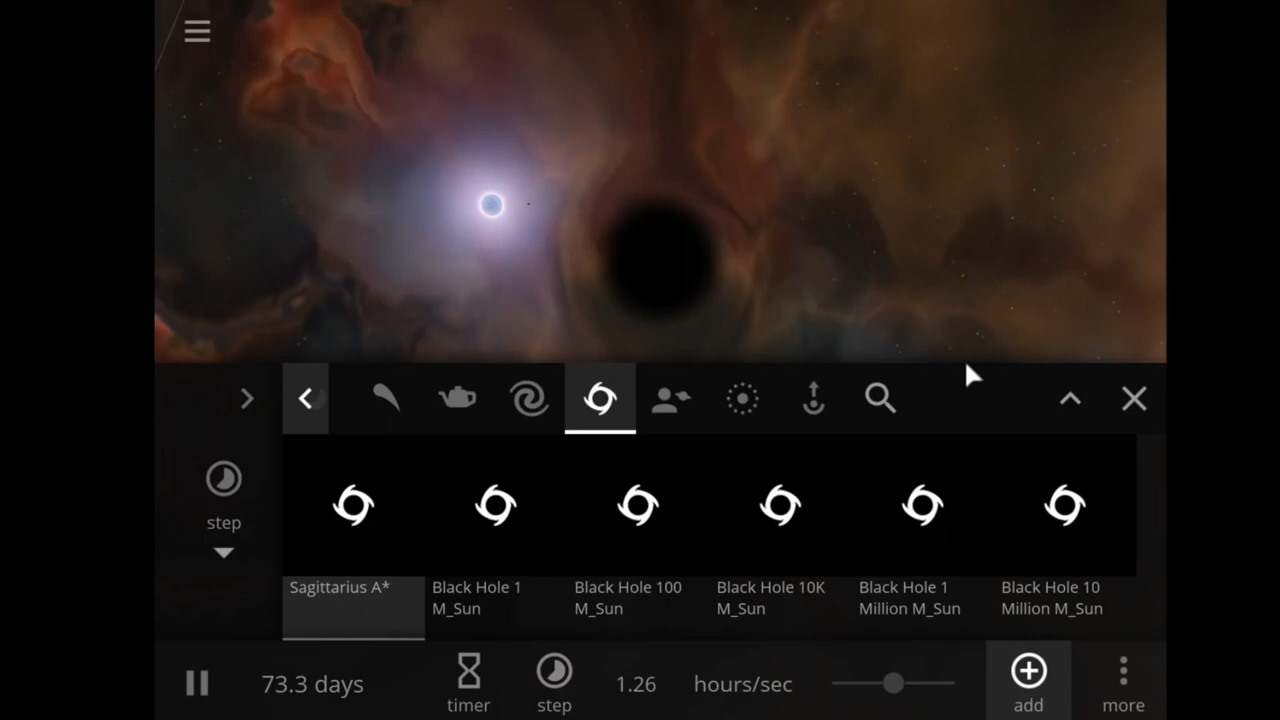 step
Sagittarius A*
Black Hole 1
M_Sun
Black Hole 100
M_Sun
Black Hole 10K
M_Sun
Black Hole 1
Million M_Sun
Black Hole 10
Million M_Sun
73.3 days
timer
step
1.26
hours/sec
add
more